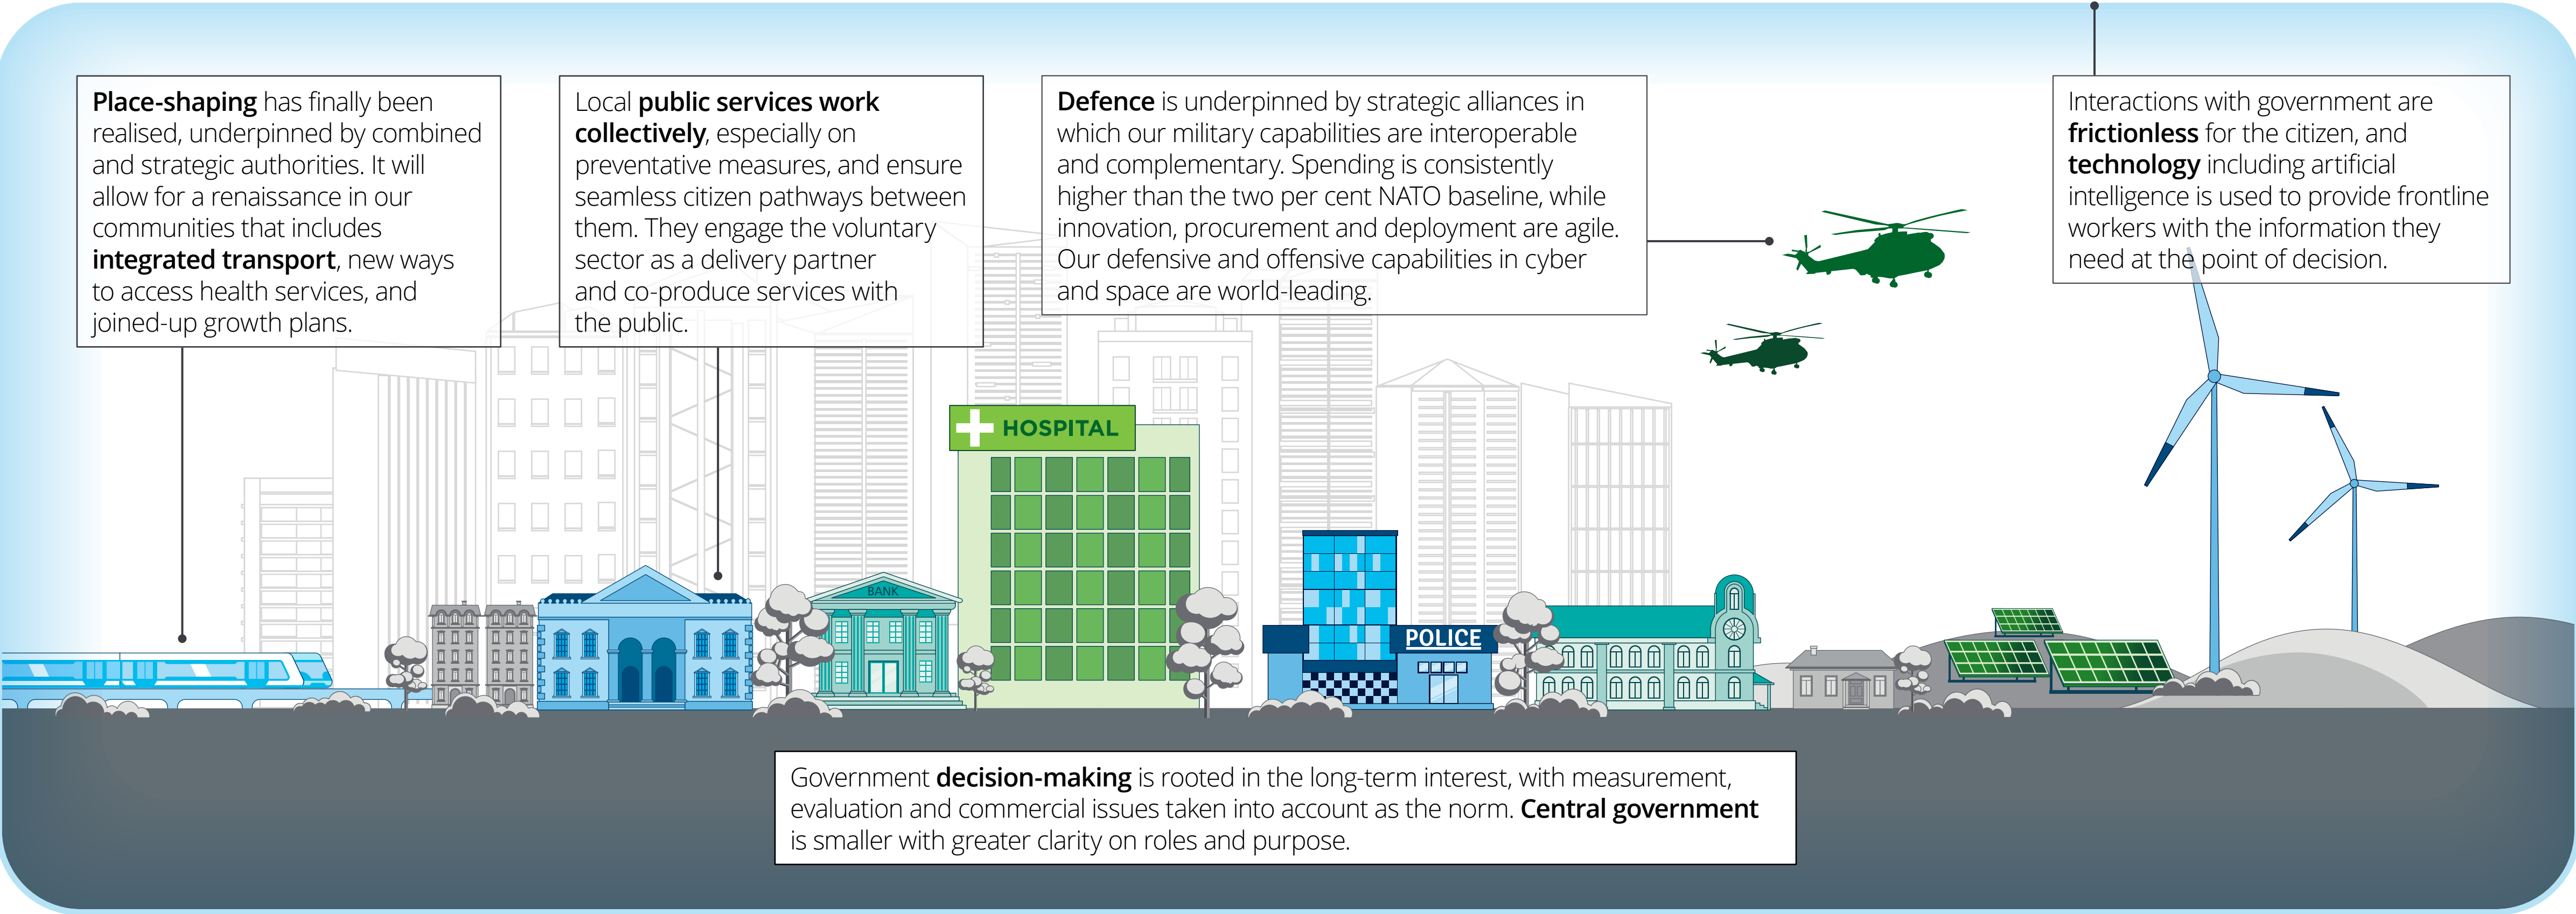 Place-shaping has finally been
realised, underpinned by combined
and strategic authorities. It will
allow for a renaissance in our
communities that includes
integrated transport, new ways
to access health services, and
joined-up growth plans.
Local public services work
collectively, especially on
preventative measures, and ensure
seamless citizen pathways between
them. They engage the voluntary
sector as a delivery partner
and co-produce services with
the public.
Defence is underpinned by strategic alliances in
which our military capabilities are interoperable
and complementary. Spending is consistently
higher than the two per cent NATO baseline, while
innovation, procurement and deployment are agile.
Our defensive and offensive capabilities in cyber
and space are world-leading.
Interactions with government are
frictionless for the citizen, and
technology including artificial
intelligence is used to provide frontline
workers with the information they
need at the point of decision.
HOSPITAL
BANK
POLICE
Government decision-making is rooted in the long-term interest, with measurement,
evaluation and commercial issues taken into account as the norm. Central government
is smaller with greater clarity on roles and purpose.